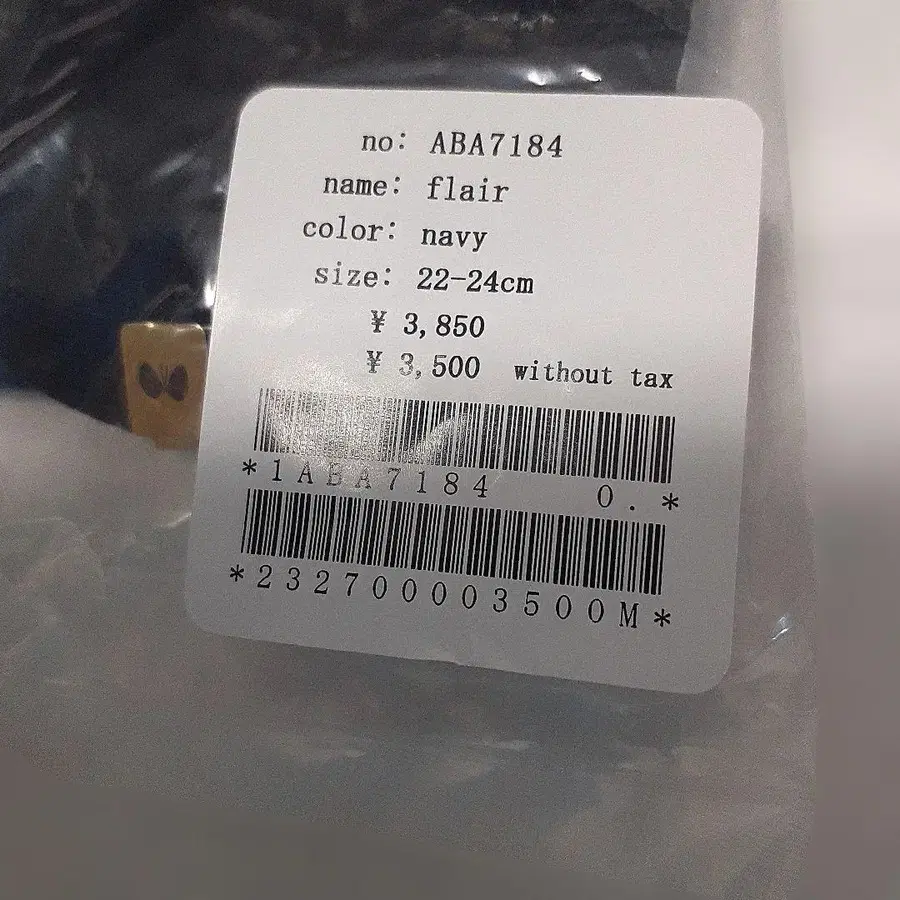 no: ABA7184
name: flair
color: navy
size: 22-24cm
¥ 3,850
¥ 3,500 without tax
*1ABA7184 0.*
*232700003500M*